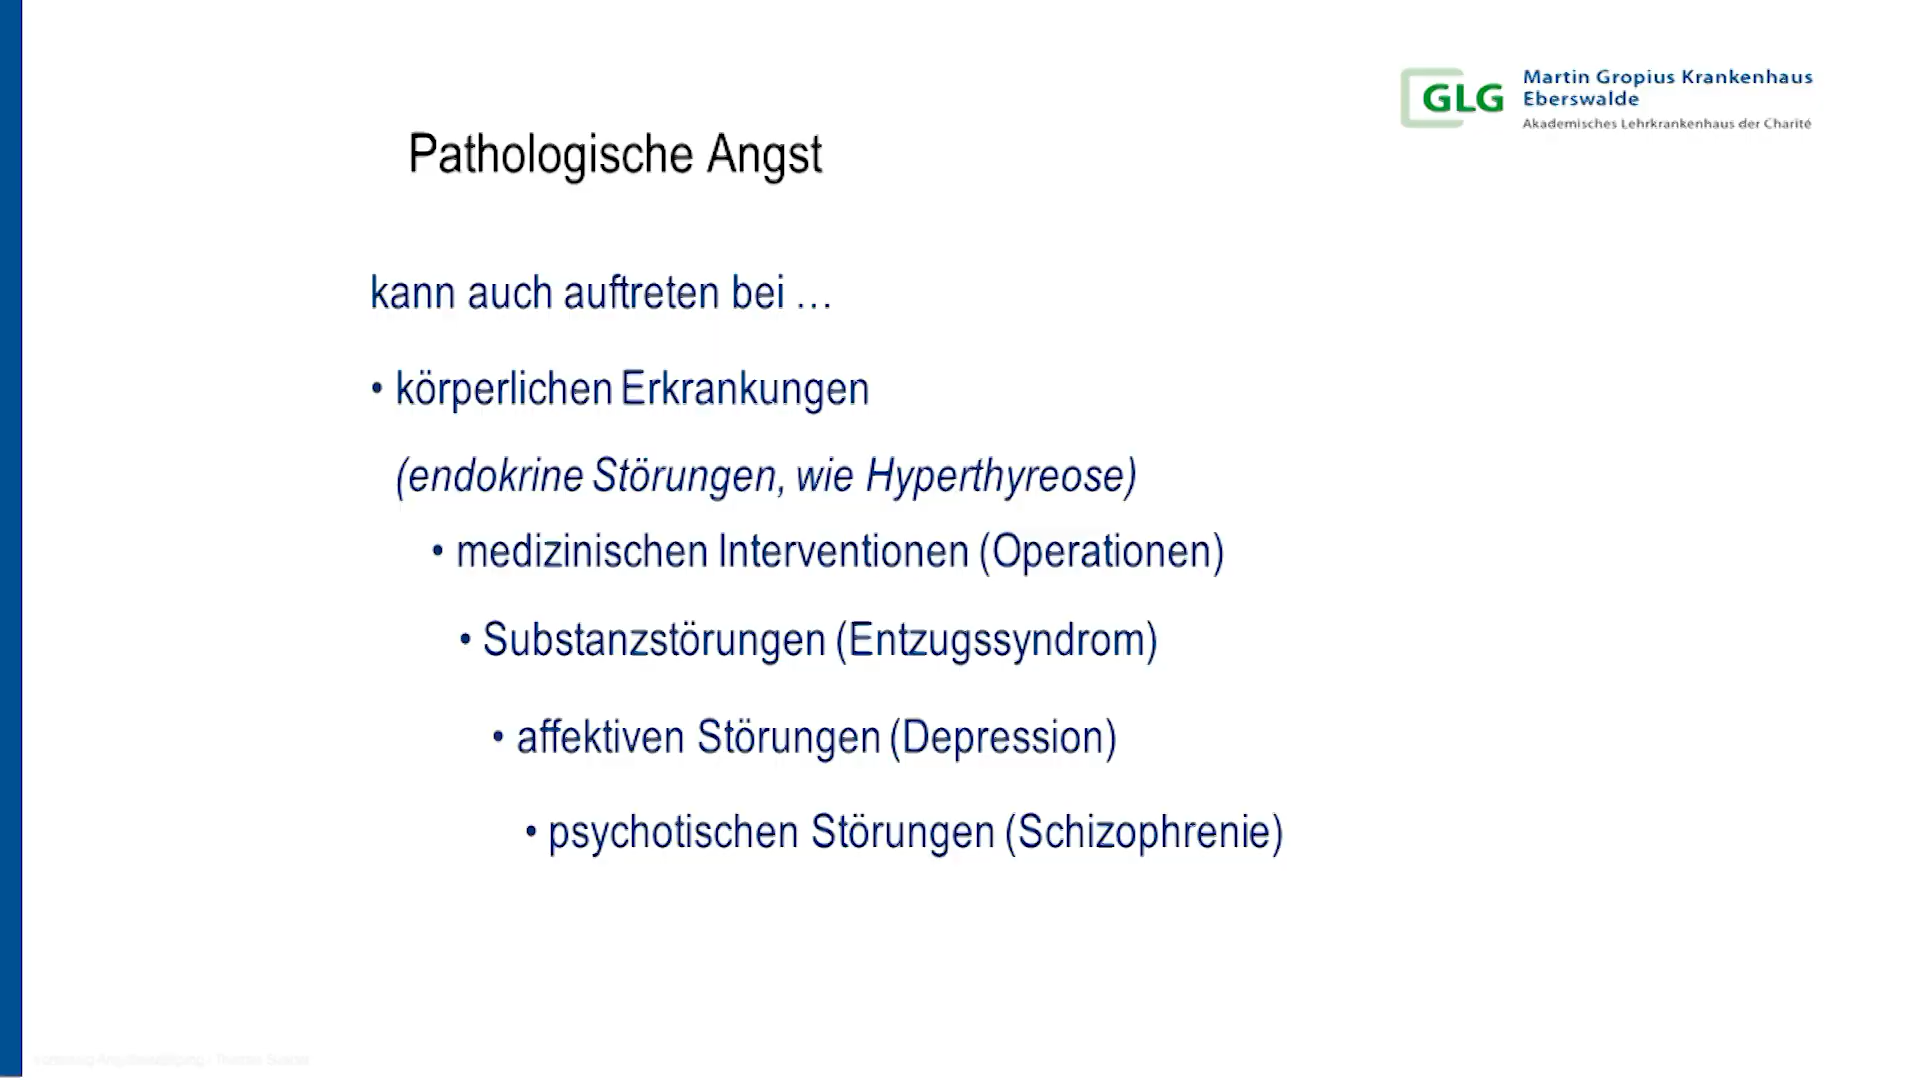 GLG Martin Gropius Krankenhaus
Eberswalde
Akademisches Lehrkrankenhaus der Charité
Pathologische Angst
kann auch auftreten bei …
• körperlichen Erkrankungen
(endokrine Störungen, wie Hyperthyreose)
• medizinischen Interventionen (Operationen)
• Substanzstörungen (Entzugssyndrom)
• affektiven Störungen (Depression)
• psychotischen Störungen (Schizophrenie)